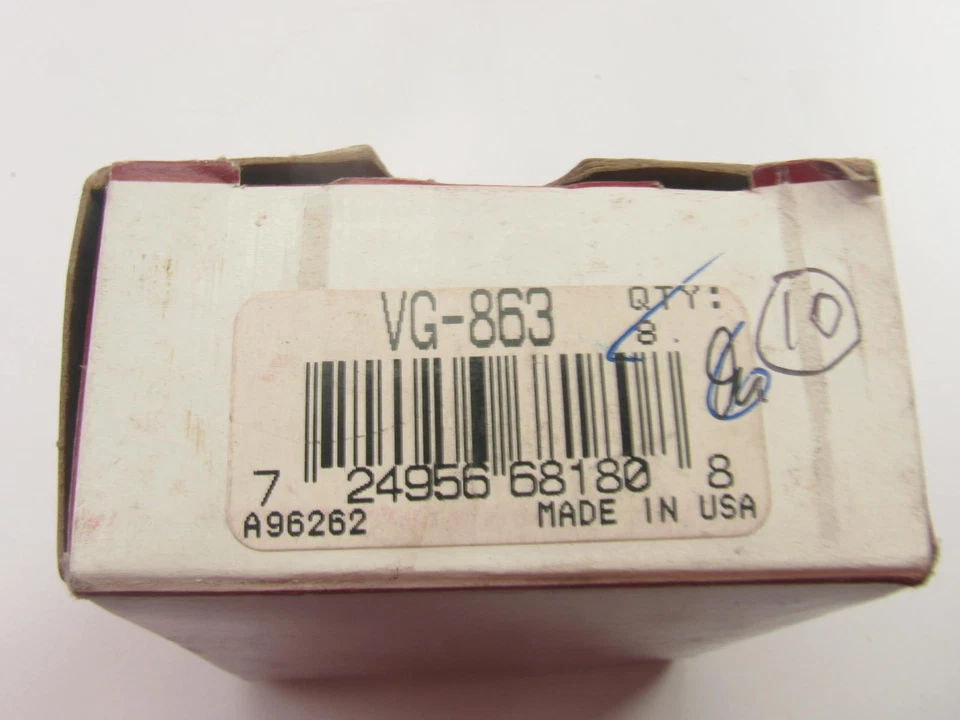 VG-863
QTY:
8
10
7 24956 68180 8
A96262
MADE IN USA